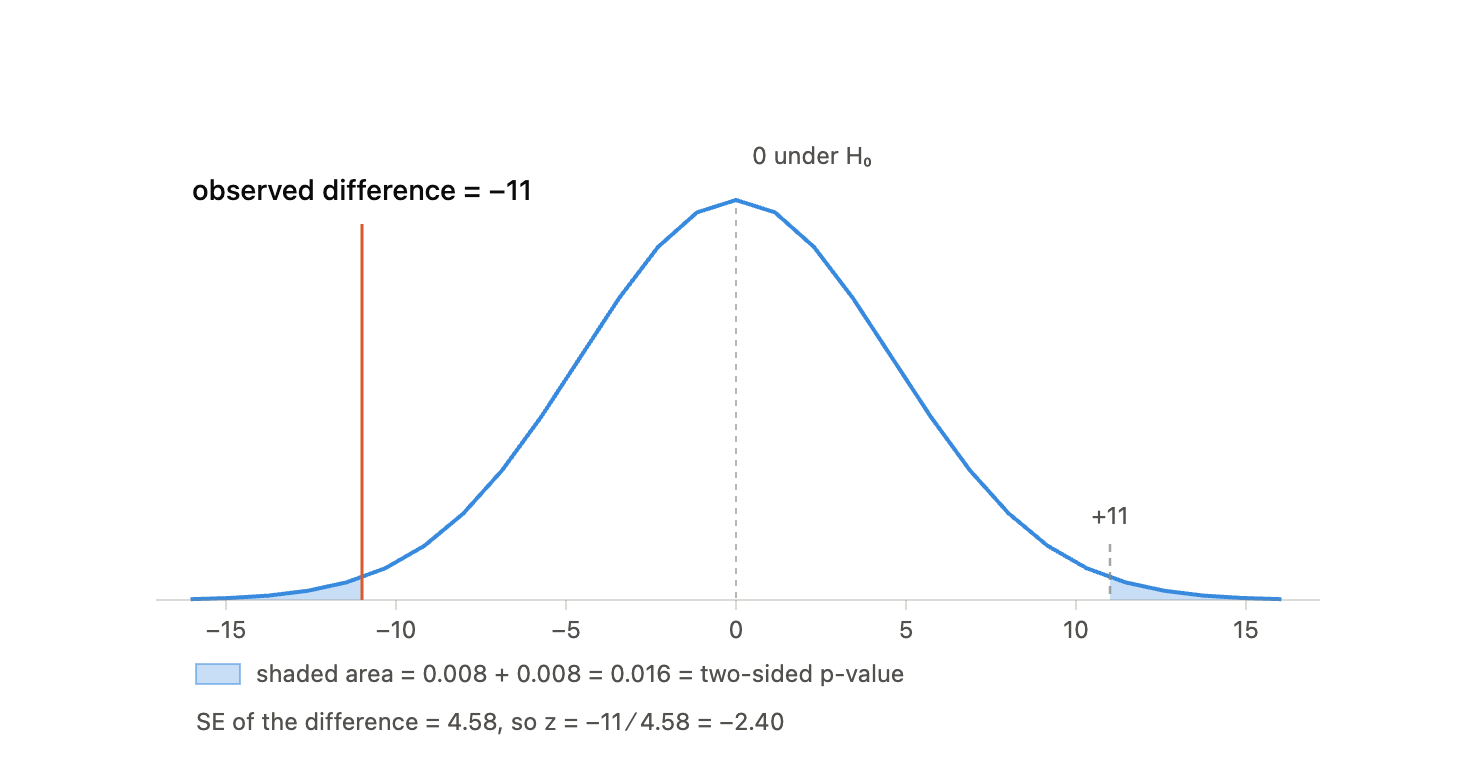 0 under H₀
observed difference = −11
+11
−15 −10 −5 0 5 10 15
shaded area = 0.008 + 0.008 = 0.016 = two-sided p-value
SE of the difference = 4.58, so z = −11/4.58 = −2.40